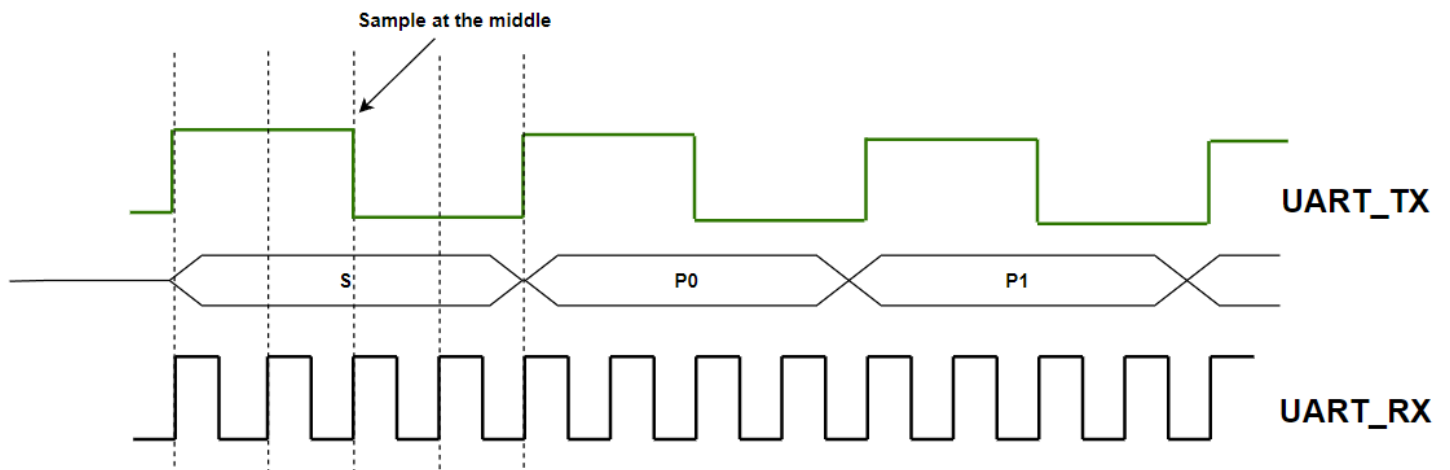 Sample at the middle
UART_TX
S
P0
P1
UART_RX